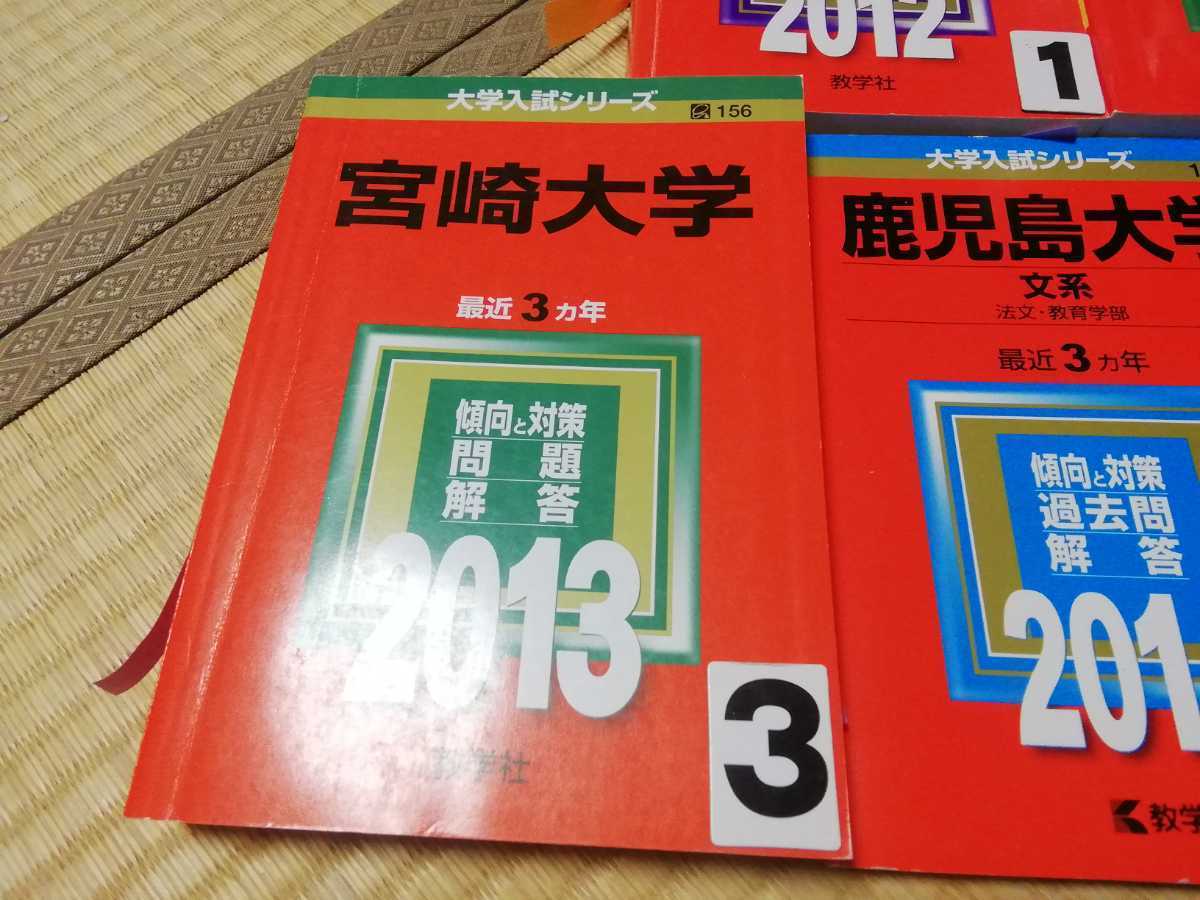 2012
教学社
1
大学入試シリーズ
156
宮崎大学
最近3カ年
傾向と対策
問題
解答
2013
教学社
3
大学入試シリーズ
鹿児島大学
文系
法文・教育学部
最近3カ年
傾向と対策
過去問
解答
201
教学